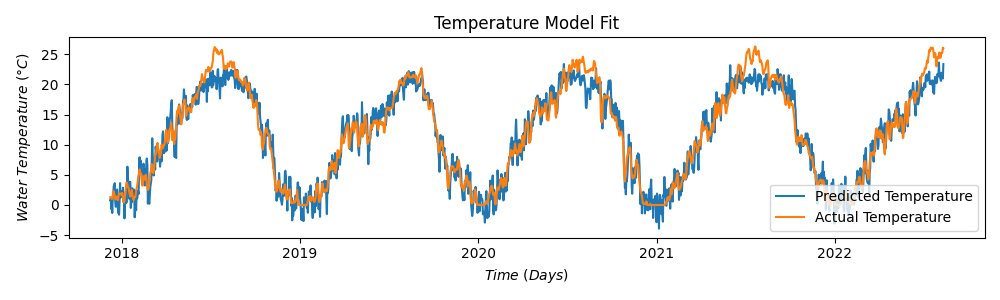 Temperature Model Fit
Water Temperature (°C)
25
20
15
10
5
0
−5
2018
2019
2020
2021
2022
Time (Days)
Predicted Temperature
Actual Temperature